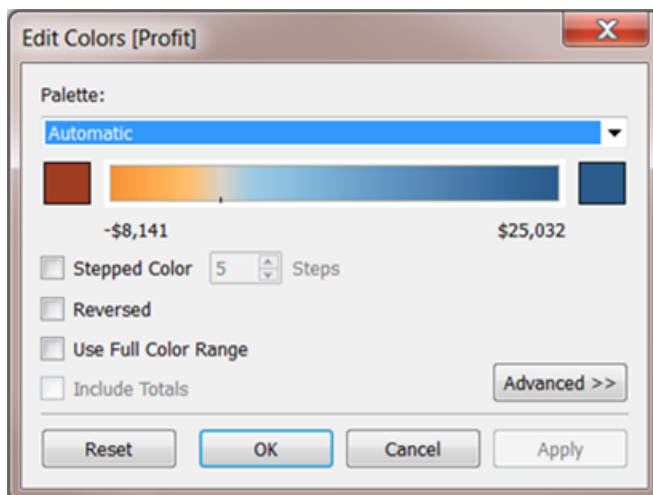 Edit Colors [Profit]
Palette:
Automatic
-$8,141 $25,032
Stepped Color 5 Steps
Reversed
Use Full Color Range
Include Totals
Advanced >>
Reset OK Cancel Apply